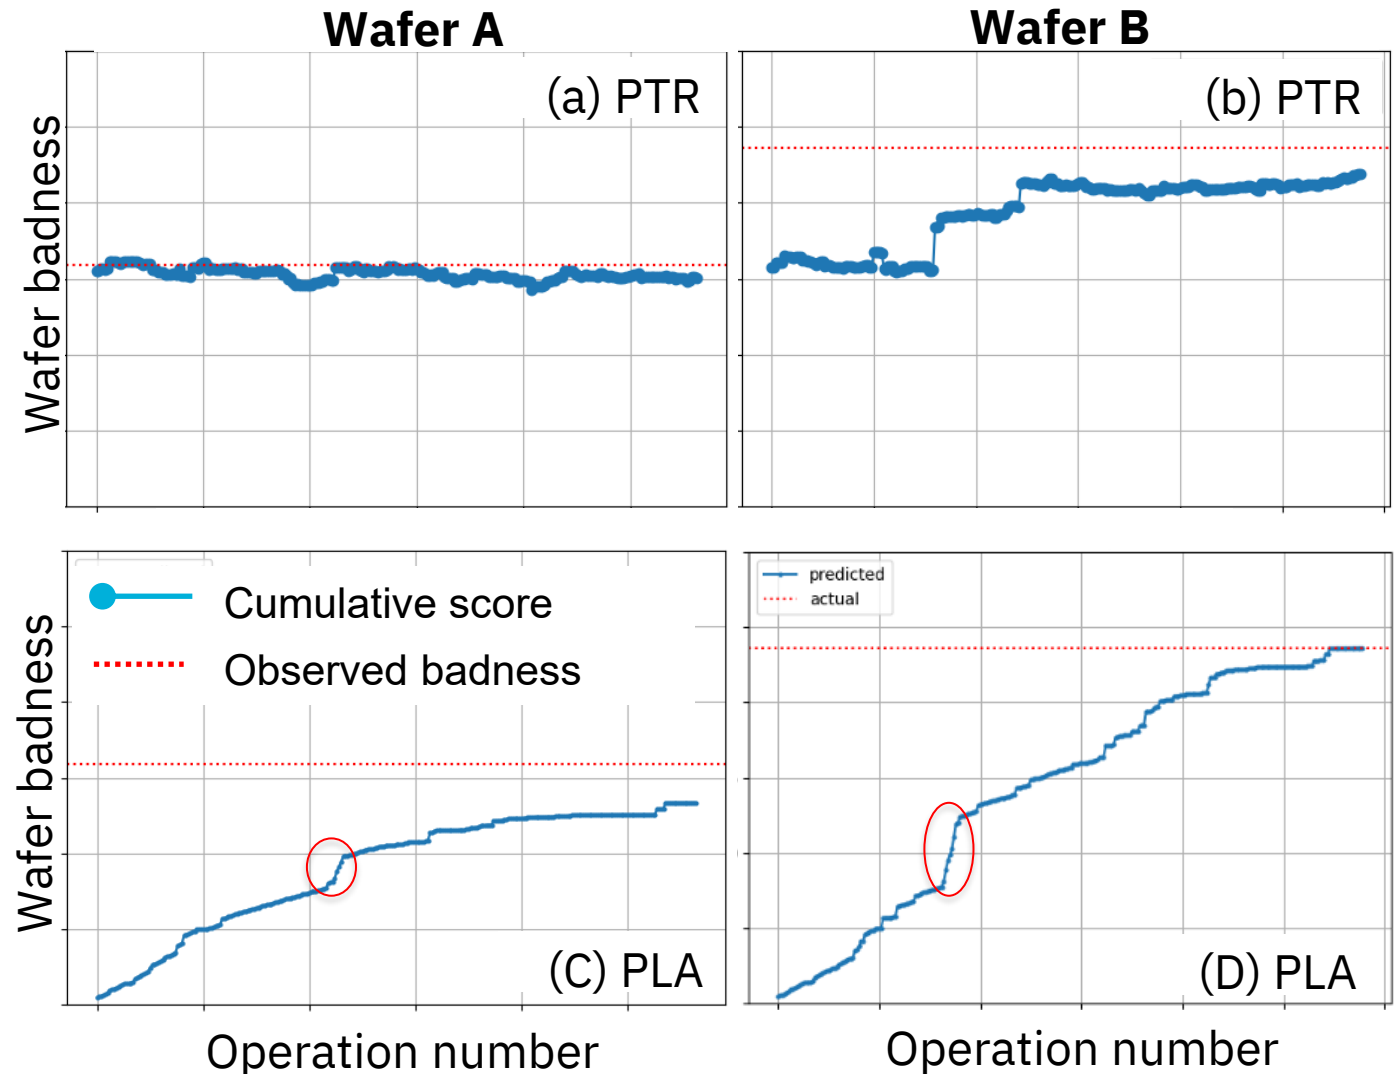 Wafer A
Wafer B
Wafer badness
(a) PTR
(b) PTR
Wafer badness
Cumulative score
Observed badness
(C) PLA
predicted
actual
(D) PLA
Operation number
Operation number